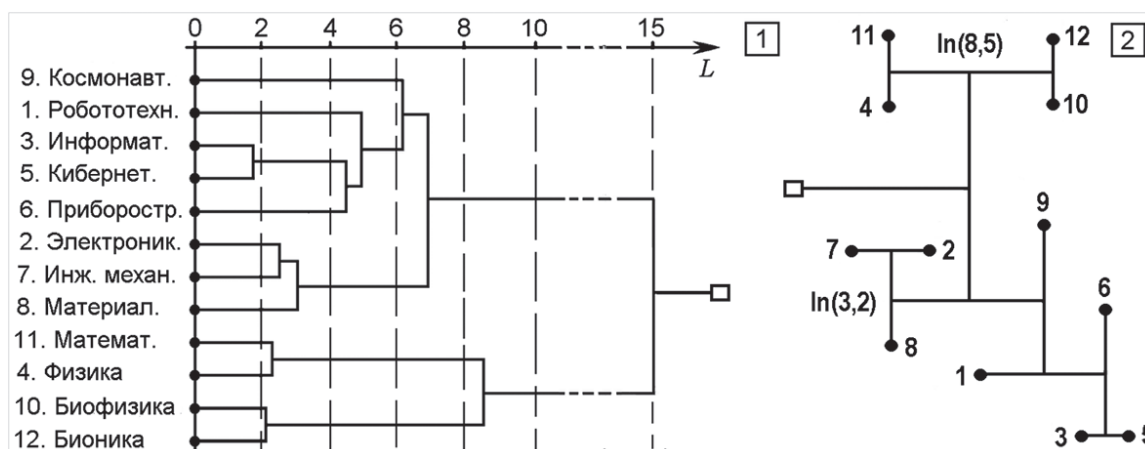 0 2 4 6 8 10 15
L
1
9. Космонавт.
1. Робототехн.
3. Информат.
5. Кибернет.
6. Приборостр.
2. Электроник.
7. Инж. механ.
8. Материал.
11. Математ.
4. Физика
10. Биофизика
12. Бионика
11 ln(8,5) 12 2
4 10
9
7 2
6
ln(3,2)
8
1
3 5